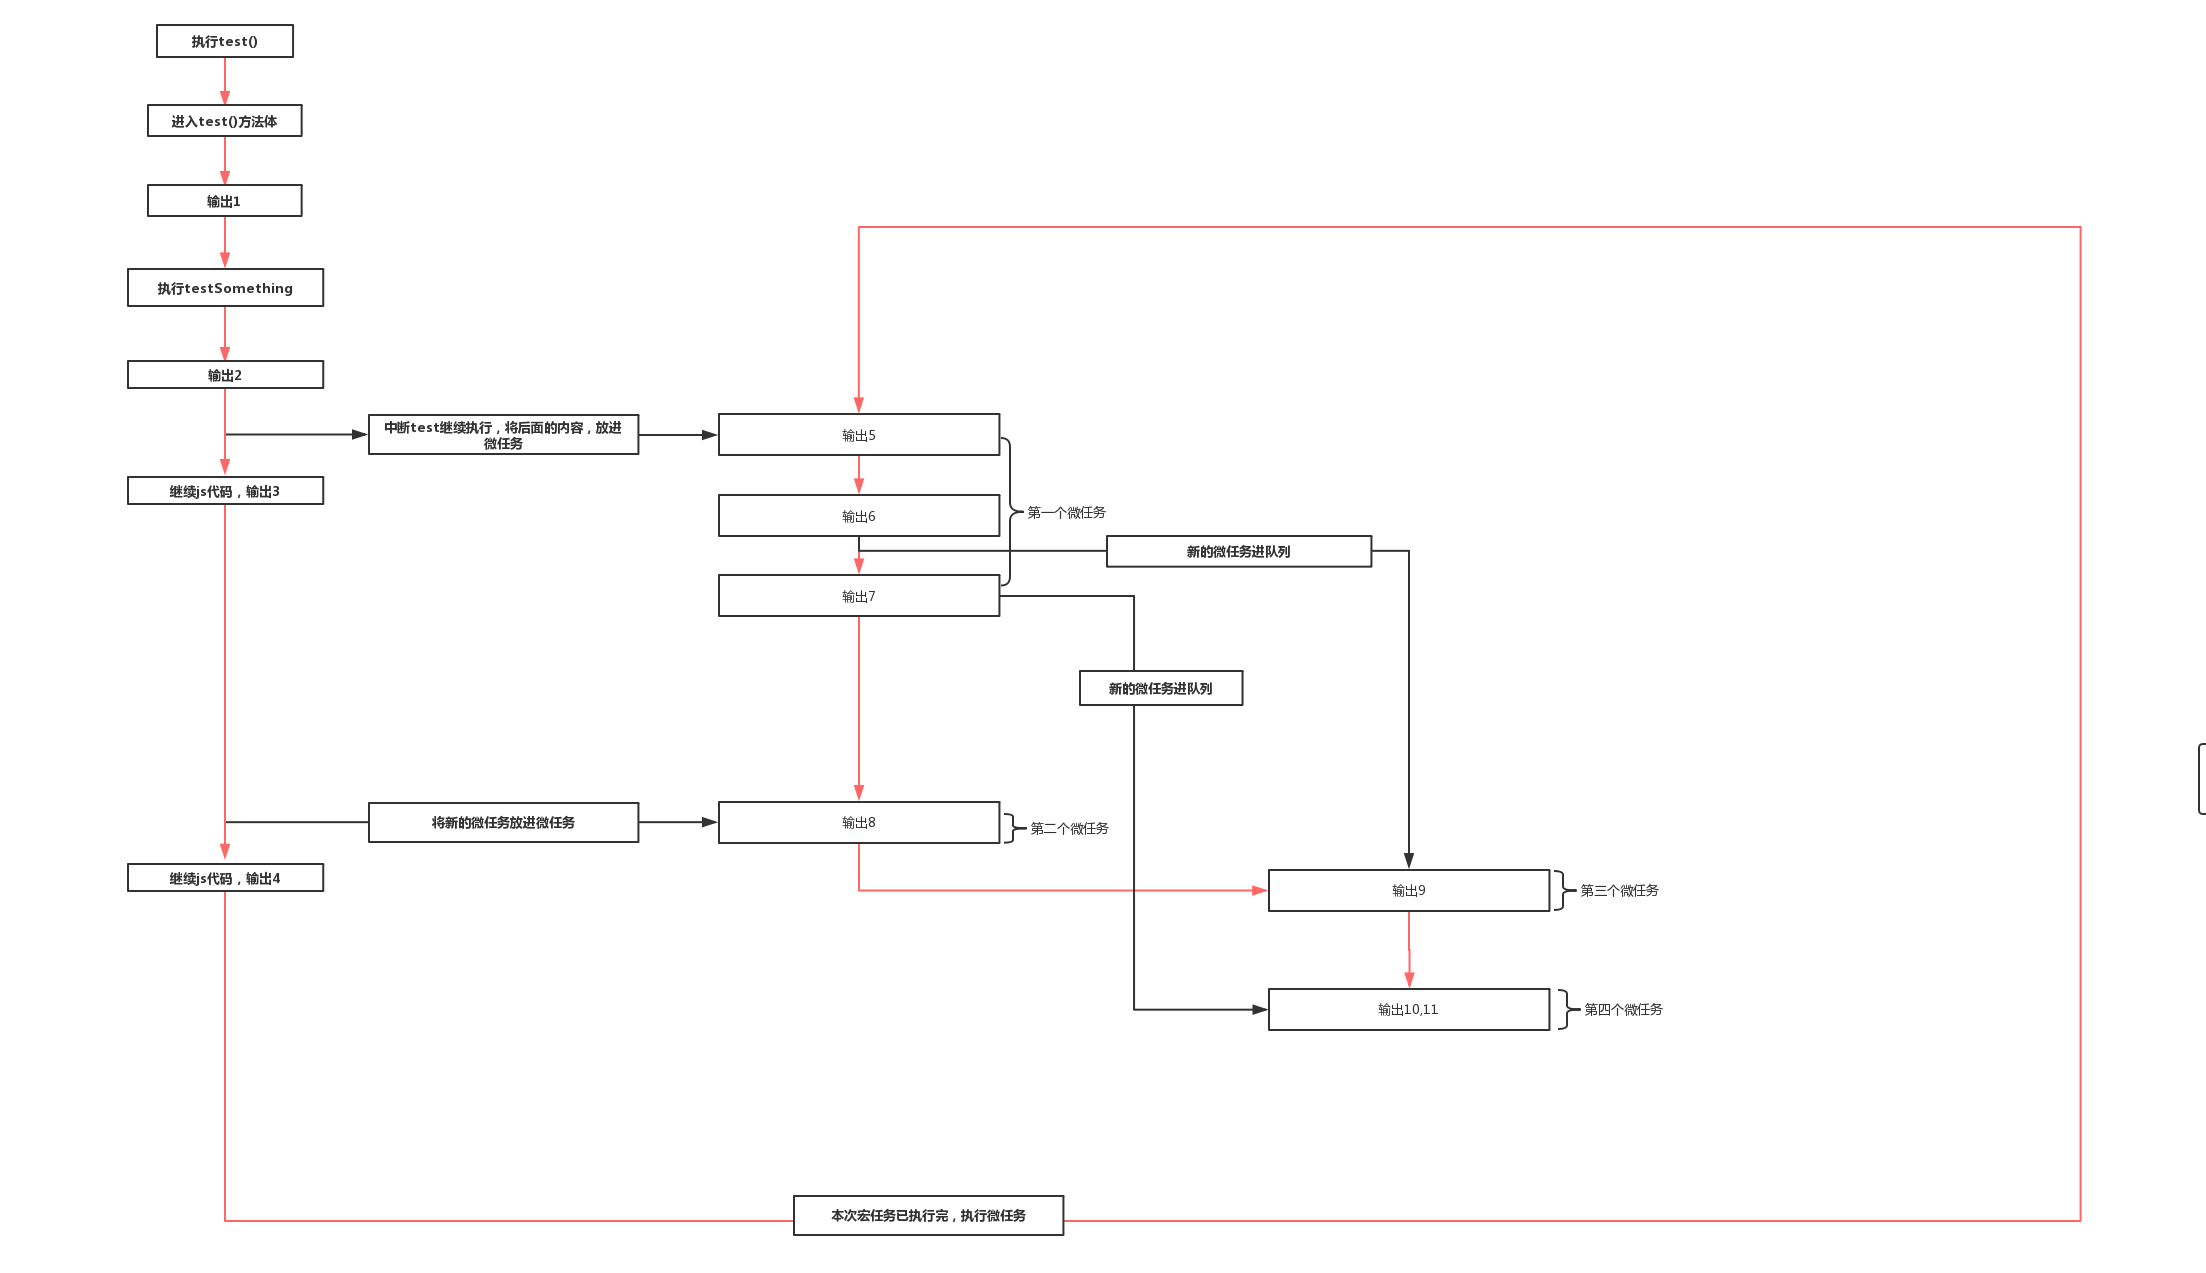 执行test()
进入test()方法体
输出1
执行testSomething
输出2
中断test继续执行，将后面的内容，放进
微任务
输出5
继续js代码，输出3
输出6
第一个微任务
新的微任务进队列
输出7
新的微任务进队列
将新的微任务放进微任务
输出8
第二个微任务
继续js代码，输出4
输出9
第三个微任务
输出10,11
第四个微任务
本次宏任务已执行完，执行微任务